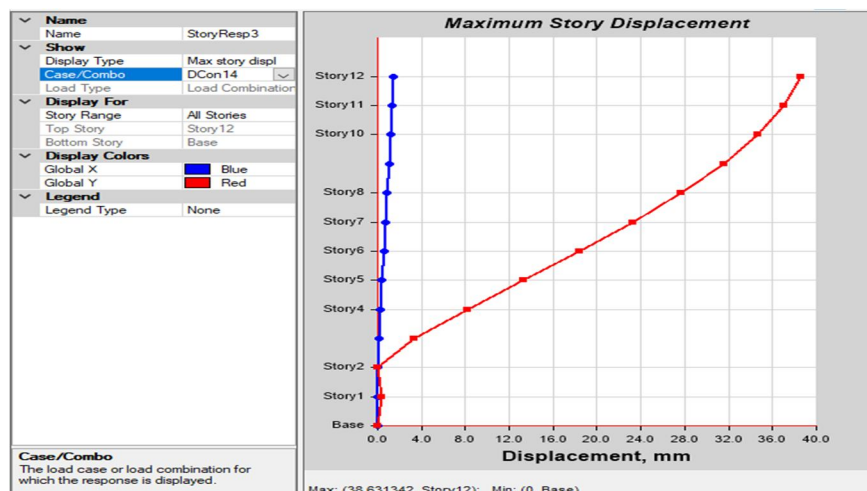 Name
Name StoryResp3
Show
Display Type Max story displ
Case/Combo DCon14
Load Type Load Combination
Display For
Story Range All Stories
Top Story Story12
Bottom Story Base
Display Colors
Global X Blue
Global Y Red
Legend
Legend Type None
Case/Combo
The load case or load combination for
which the response is displayed.
Maximum Story Displacement
Story12
Story11
Story10
Story8
Story7
Story6
Story5
Story4
Story2
Story1
Base
0.0 4.0 8.0 12.0 16.0 20.0 24.0 28.0 32.0 36.0 40.0
Displacement, mm
Max: (38.631342, Story12); Min: (0, Base)